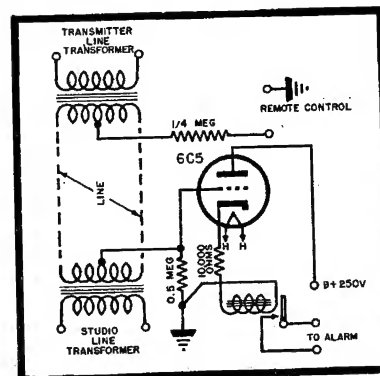 TRANSMITTER
LINE
TRANSFORMER
1/4 MEG
REMOTE CONTROL
6C5
LINE
H
H
0.5 MEG
10,000
OHMS
B+250V
TO ALARM
STUDIO
LINE
TRANSFORMER